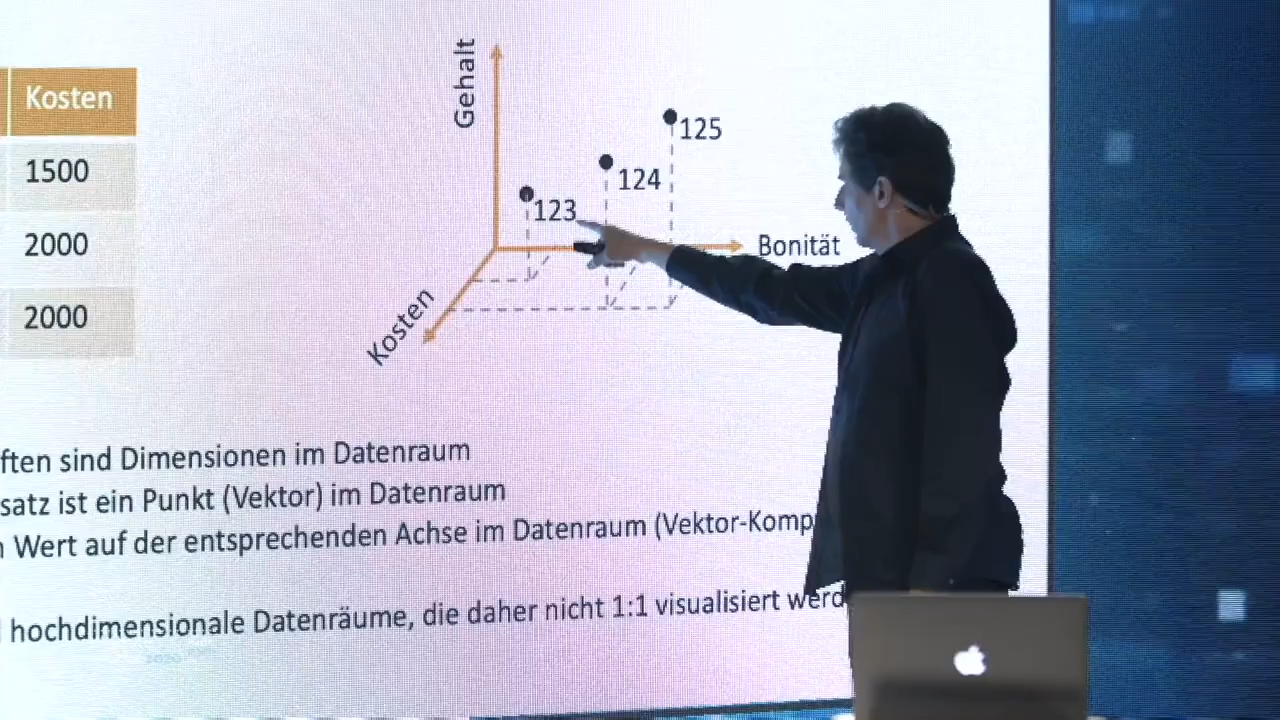 Kosten
1500
2000
2000
Gehalt
125
124
123
Bonität
Kosten
ften sind Dimensionen im Datenraum
satz ist ein Punkt (Vektor) im Datenraum
n Wert auf der entsprechenden Achse im Datenraum (Vektor-Komp
hochdimensionale Datenräume, die daher nicht 1:1 visualisiert werd